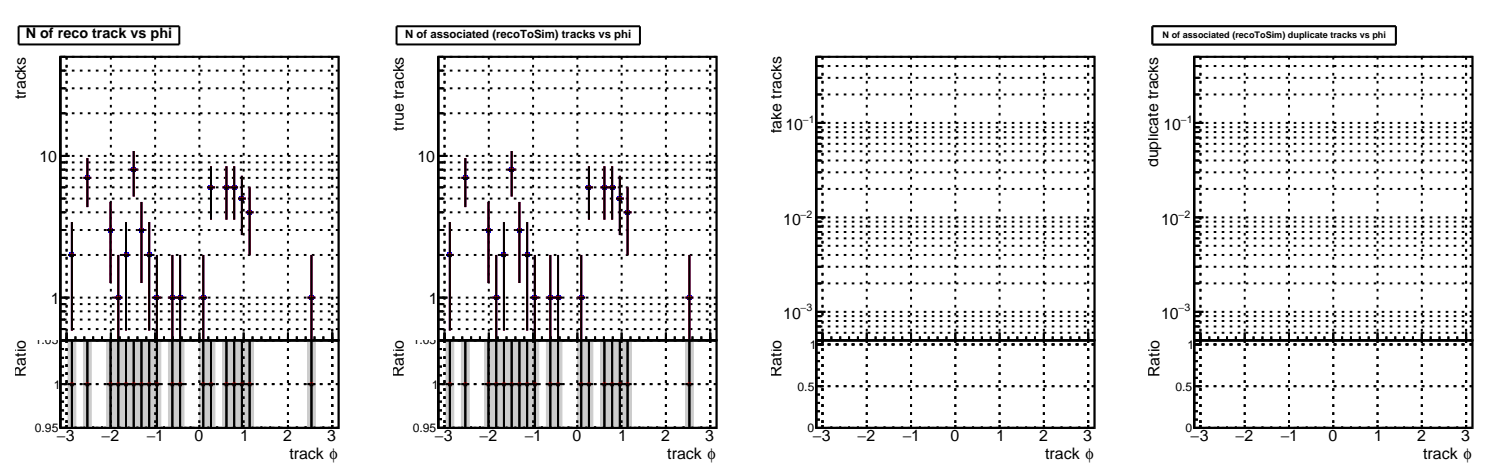 N of reco track vs phi
tracks
10
1
Ratio
1.05
1
0.95
−3 −2 −1 0 1 2 3
track ϕ
N of associated (recoToSim) tracks vs phi
true tracks
10
1
Ratio
1.05
1
0.95
−3 −2 −1 0 1 2 3
track ϕ
fake tracks
10−1
10−2
10−3
Ratio
1
0.5
0
−3 −2 −1 0 1 2 3
track ϕ
N of associated (recoToSim) duplicate tracks vs phi
duplicate tracks
10−1
10−2
10−3
Ratio
1
0.5
0
−3 −2 −1 0 1 2 3
track ϕ